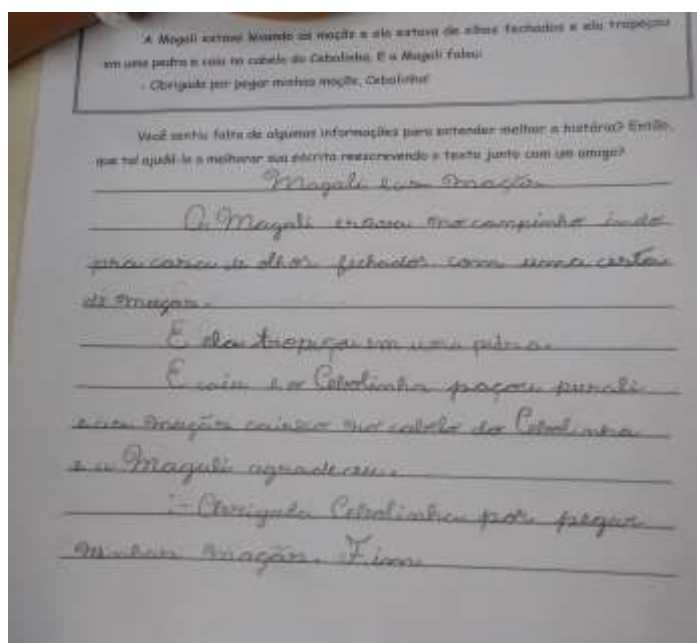 A Magali estava levando as maçãs e ela estava de olhos fechados e ela tropeçou
em uma pedra e caiu no cabelo do Cebolinha. E a Magali falou:
- Obrigada por pegar minhas maçãs, Cebolinha!
Você sentiu falta de algumas informações para entender melhor a história? Então,
que tal ajudá-lo a melhorar sua escrita reescrevendo o texto junto com um amigo?
Magali e as maçãs
A Magali estava no campinho indo
pra casa de olhos fechados com uma cesta
de maçãs.
E ela tropeçou em uma pedra.
E caiu e o Cebolinha paçou purali
e as maçãs no cabelo do Cebolinha
e a Magali agradeceu.
:- Obrigada Cebolinha por pegar
minhas maçãs. Fim